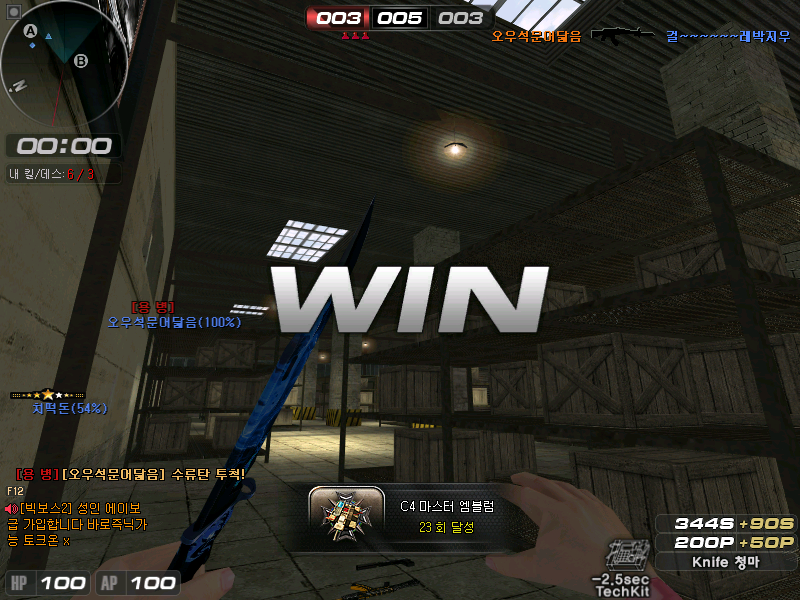 003 005 003
오우석문어닮음 걸~~~~~~레박지우
A
B
N
00:00
내 킬/데스:6 / 3
WIN
[용 병]
오우석문어닮음(100%)
치떡돈(54%)
[용 병][오우석문어닮음] 수류탄 투척!
F12
[빅보스2] 성인 에이보
급 가입합니다 바로즉닉가
능 토크온 x
C4 마스터 엠블럼
23 회 달성
344S +90S
200P +50P
Knife 청마
-2.5sec
TechKit
HP 100 AP 100